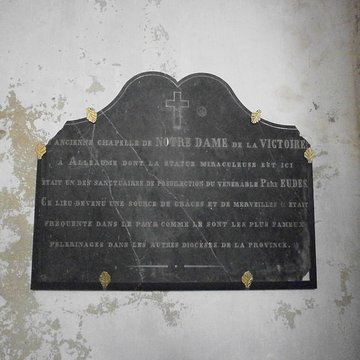 ANCIENNE CHAPELLE DE NOTRE DAME DE LA VICTOIRE
A ALLEAUME DONT LA STATUE MIRACULEUSE EST ICI
ETAIT UN DES SANCTUAIRES DE PREDILECTION DU VENERABLE PERE EUDES.
CE LIEU DEVENU UNE SOURCE DE GRÂCES ET DE MERVEILLES ETAIT
FREQUENTE DANS LE PAYS COMME LE SONT LES PLUS FAMEUX
PELERINAGES DANS LES AUTRES DIOCESES DE LA PROVINCE.